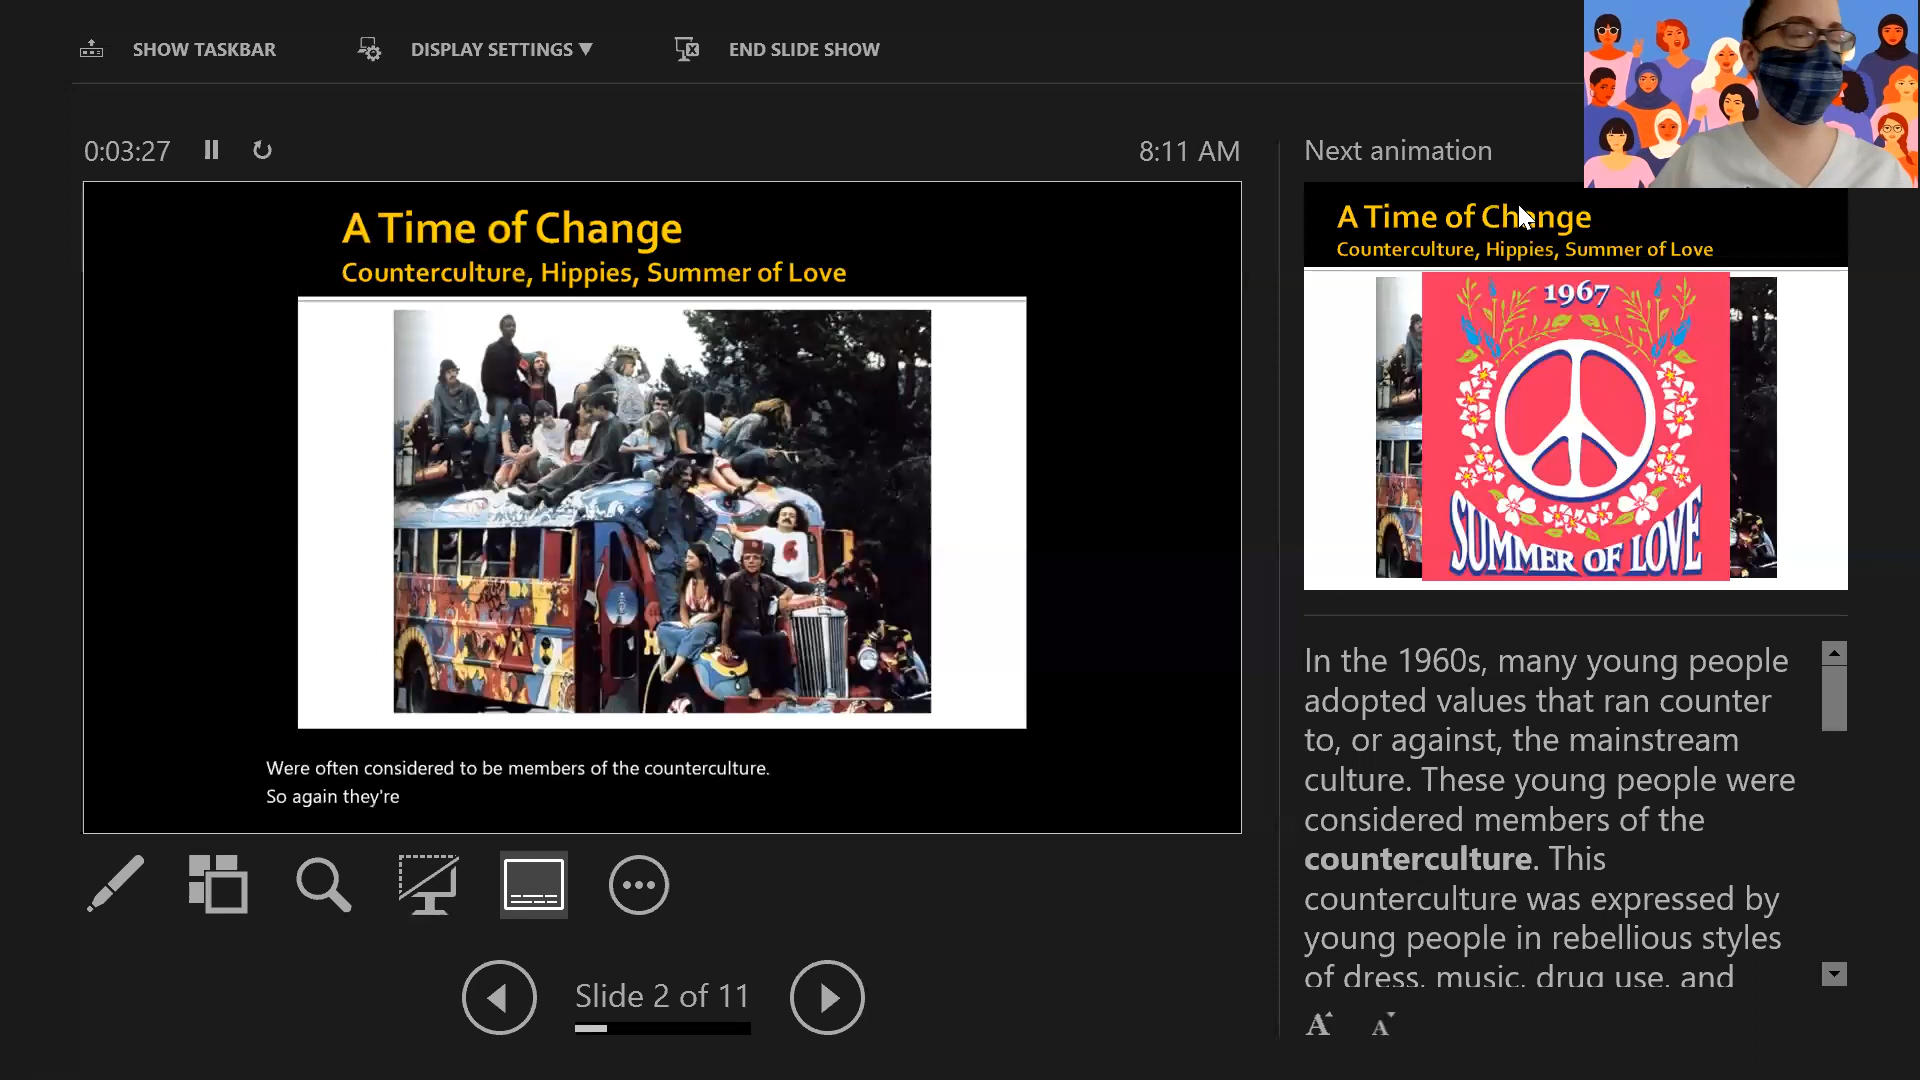 SHOW TASKBAR
DISPLAY SETTINGS ▼
END SLIDE SHOW
0:03:27
8:11 AM
A Time of Change
Counterculture, Hippies, Summer of Love
Were often considered to be members of the counterculture.
So again they're
Slide 2 of 11
Next animation
A Time of Change
Counterculture, Hippies, Summer of Love
1967
SUMMER OF LOVE
In the 1960s, many young people
adopted values that ran counter
to, or against, the mainstream
culture. These young people were
considered members of the
counterculture. This
counterculture was expressed by
young people in rebellious styles
of dress, music, drug use, and
A A